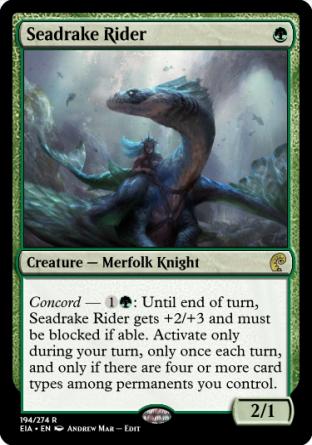 Seadrake Rider
Creature — Merfolk Knight
Concord — 1 : Until end of turn,
Seadrake Rider gets +2/+3 and must
be blocked if able. Activate only
during your turn, only once each turn,
and only if there are four or more card
types among permanents you control.
2/1
194/274 R
EIA • EN Andrew Mar — Edit